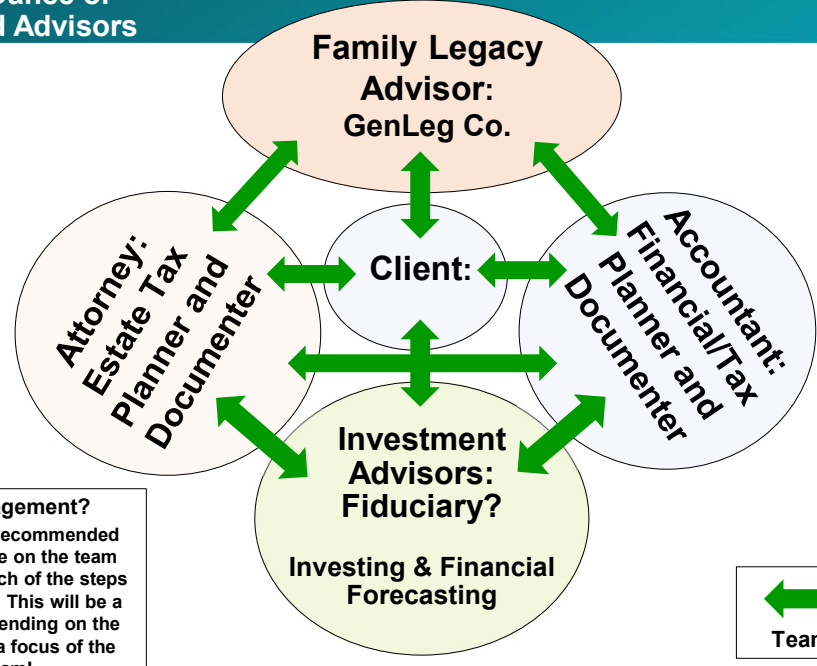 d Advisors
Family Legacy
Advisor:
GenLeg Co.
Attorney:
Estate Tax
Planner and
Documenter
Client:
Accountant:
Financial/Tax
Planner and
Documenter
Investment
Advisors:
Fiduciary?
Investing & Financial
Forecasting
gement?
recommended
e on the team
ch of the steps
This will be a
ending on the
a focus of the
Team